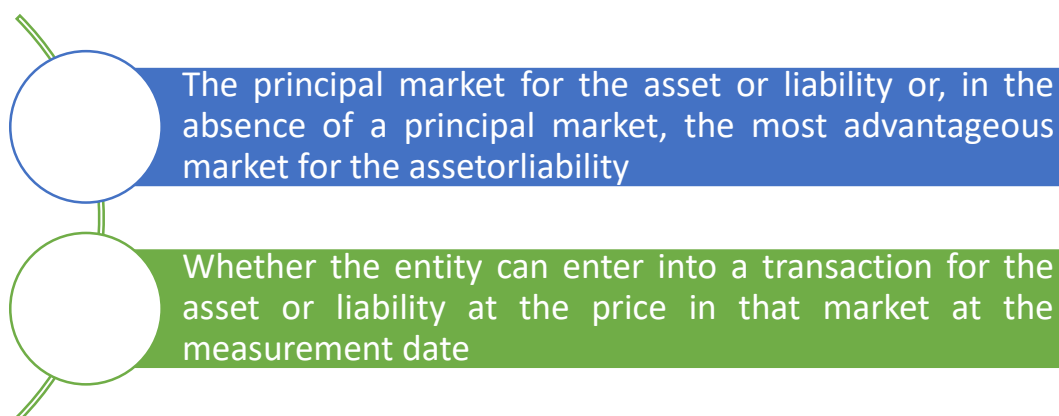 The principal market for the asset or liability or, in the
absence of a principal market, the most advantageous
market for the assetorliability
Whether the entity can enter into a transaction for the
asset or liability at the price in that market at the
measurement date